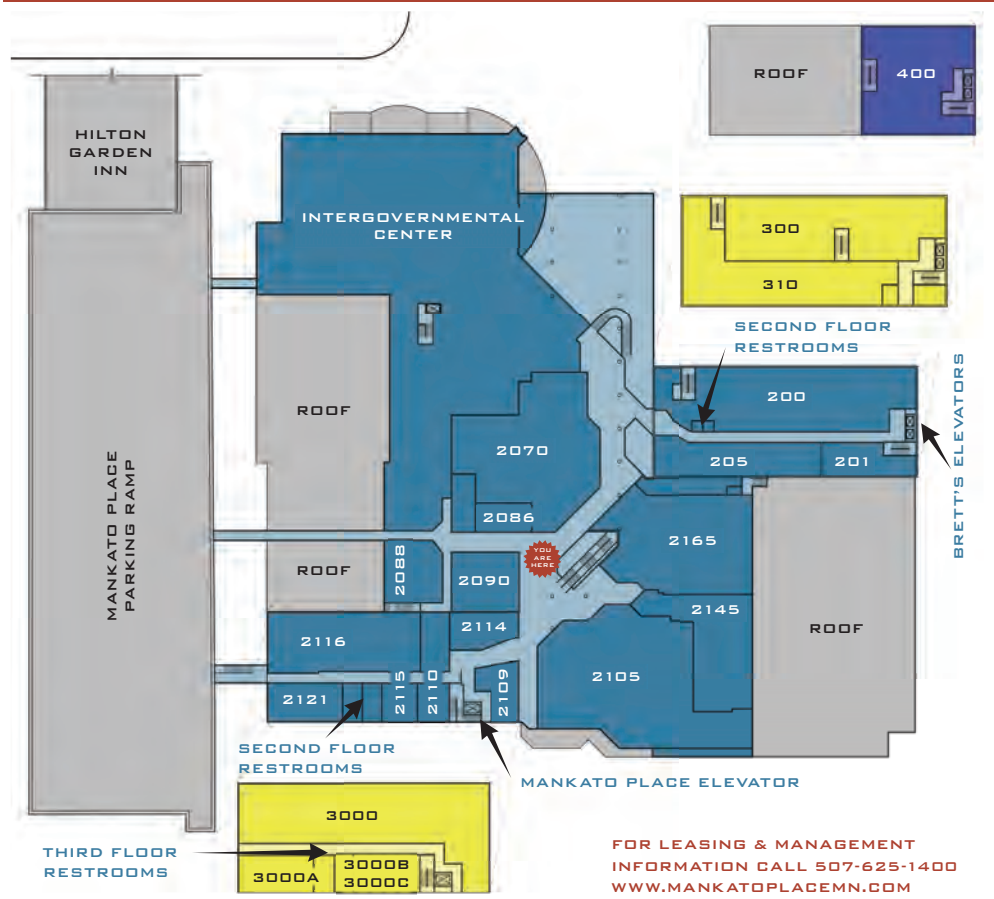 HILTON
GARDEN
INN
ROOF
400
INTERGOVERNMENTAL
CENTER
300
310
SECOND FLOOR
RESTROOMS
BRETT'S ELEVATORS
200
205
201
ROOF
2070
2086
MANKATO PLACE
PARKING RAMP
YOU
ARE
HERE
2165
ROOF
2088
2090
2145
ROOF
2114
2116
2105
2121
2115
2110
2109
SECOND FLOOR
RESTROOMS
MANKATO PLACE ELEVATOR
3000
THIRD FLOOR
RESTROOMS
3000A
3000B
3000C
FOR LEASING & MANAGEMENT
INFORMATION CALL 507-625-1400
WWW.MANKATOPLACEMN.COM